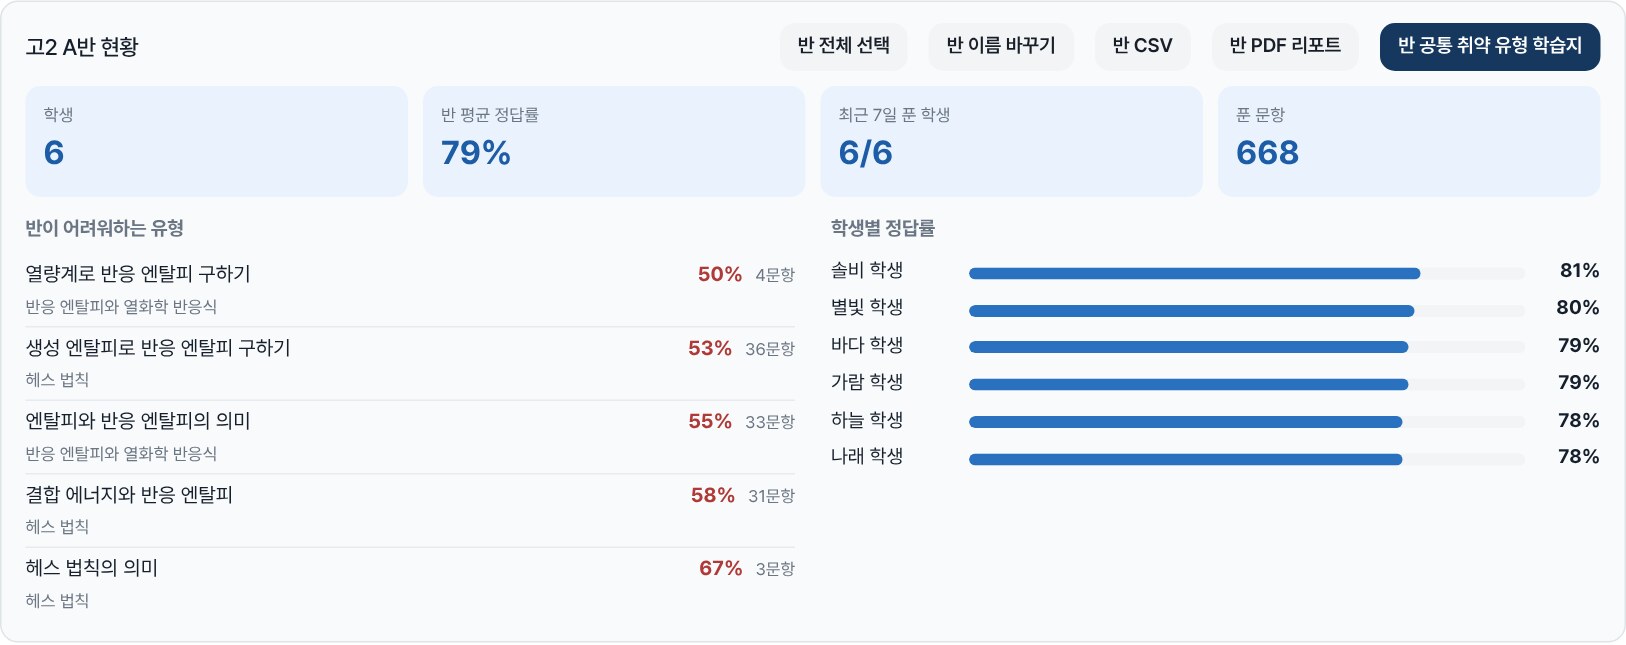 고2 A반 현황
반 전체 선택
반 이름 바꾸기
반 CSV
반 PDF 리포트
반 공통 취약 유형 학습지
학생
6
반 평균 정답률
79%
최근 7일 푼 학생
6/6
푼 문항
668
반이 어려워하는 유형
열량계로 반응 엔탈피 구하기 50% 4문항
반응 엔탈피와 열화학 반응식
생성 엔탈피로 반응 엔탈피 구하기 53% 36문항
헤스 법칙
엔탈피와 반응 엔탈피의 의미 55% 33문항
반응 엔탈피와 열화학 반응식
결합 에너지와 반응 엔탈피 58% 31문항
헤스 법칙
헤스 법칙의 의미 67% 3문항
헤스 법칙
학생별 정답률
솔비 학생 81%
별빛 학생 80%
바다 학생 79%
가람 학생 79%
하늘 학생 78%
나래 학생 78%